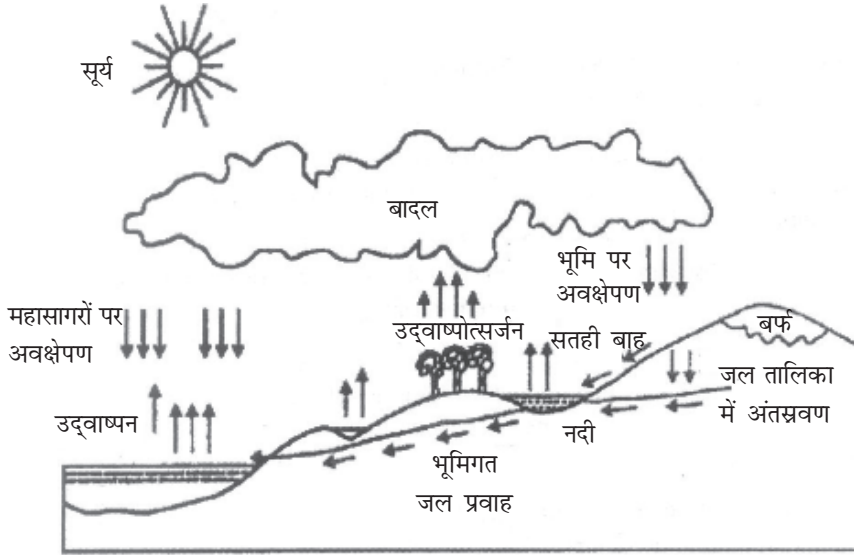 सूर्य
बादल
भूमि पर
अवक्षेपण
महासागरों पर
अवक्षेपण
उद्‌वाष्पोत्सर्जन
सतही बाह
बर्फ
जल तालिका
में अंतस्रवण
उद्‌वाष्पन
नदी
भूमिगत
जल प्रवाह